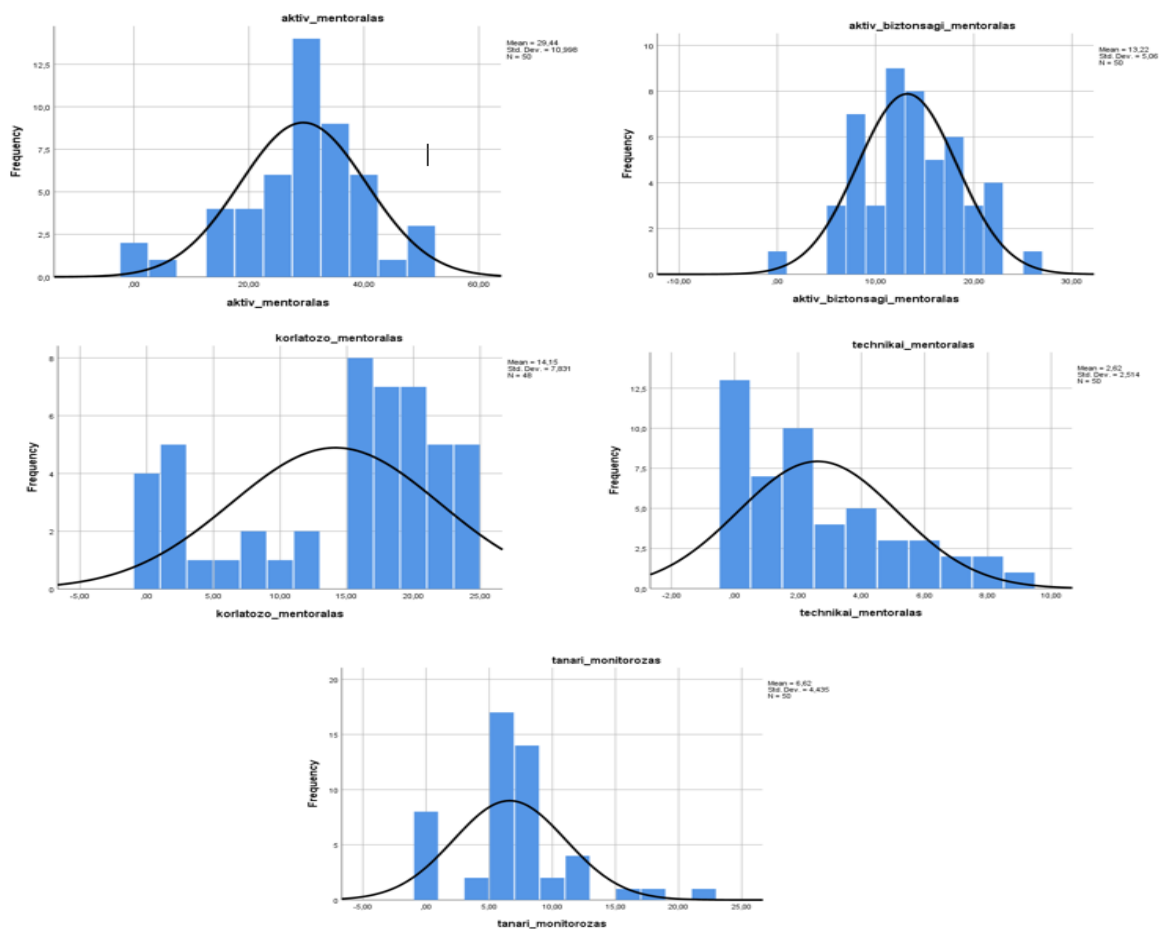 aktiv_mentoralas
Mean = 29,44
Std. Dev. = 10,998
N = 50
12,5
10,0
7,5
5,0
2,5
0,0
Frequency
,00 20,00 40,00 60,00
aktiv_mentoralas
aktiv_biztonsagi_mentoralas
Mean = 13,22
Std. Dev. = 5,06
N = 50
10
8
6
4
2
0
Frequency
-10,00 ,00 10,00 20,00 30,00
aktiv_biztonsagi_mentoralas
korlatozo_mentoralas
Mean = 14,15
Std. Dev. = 7,831
N = 48
8
6
4
2
0
Frequency
-5,00 ,00 5,00 10,00 15,00 20,00 25,00
korlatozo_mentoralas
technikai_mentoralas
Mean = 2,62
Std. Dev. = 2,514
N = 50
12,5
10,0
7,5
5,0
2,5
0,0
Frequency
-2,00 ,00 2,00 4,00 6,00 8,00 10,00
technikai_mentoralas
tanari_monitorozas
Mean = 6,62
Std. Dev. = 4,435
N = 50
20
15
10
5
0
Frequency
-5,00 ,00 5,00 10,00 15,00 20,00 25,00
tanari_monitorozas